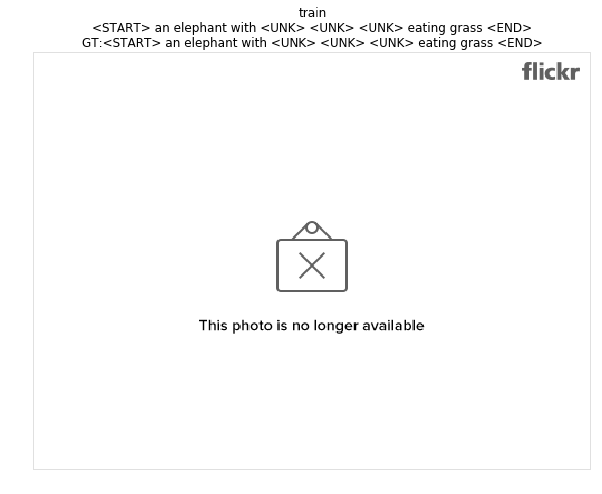 train
<START> an elephant with <UNK> <UNK> <UNK> eating grass <END>
GT:<START> an elephant with <UNK> <UNK> <UNK> eating grass <END>
flickr
This photo is no longer available